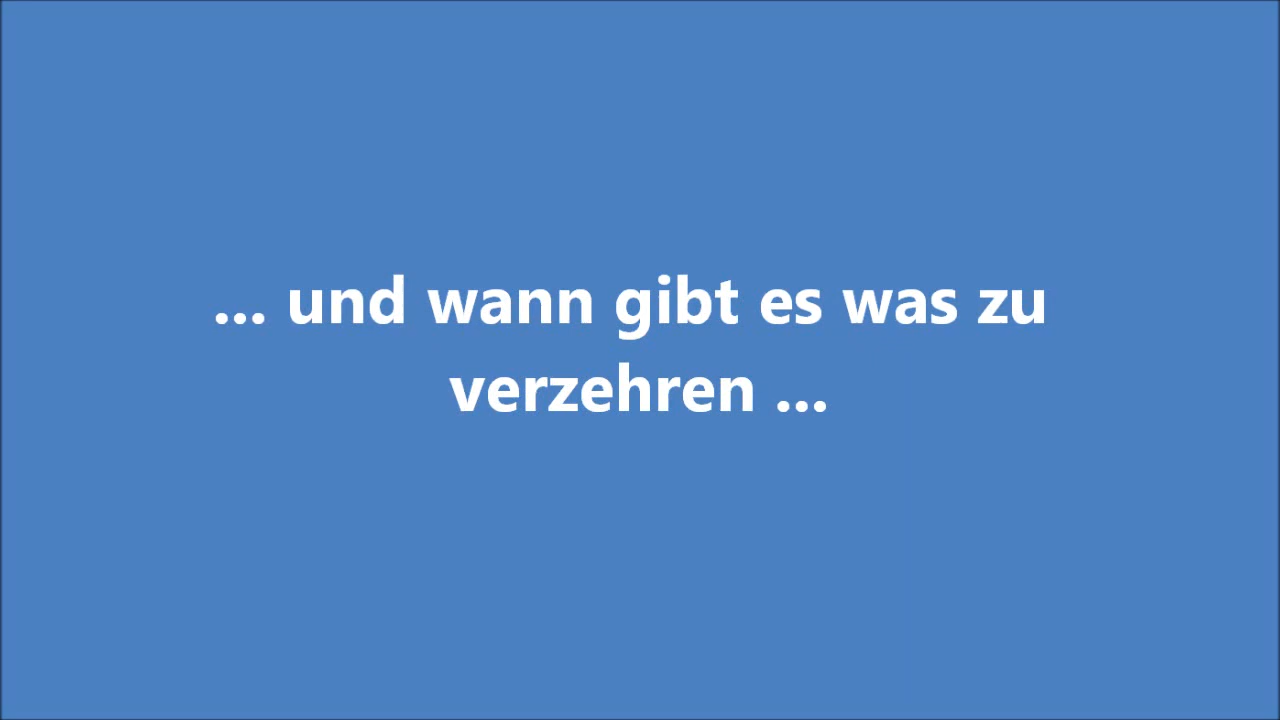 ... und wann gibt es was zu
verzehren ...